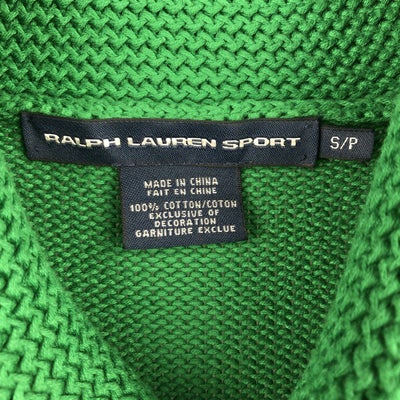 RALPH LAUREN SPORT
S/P
MADE IN CHINA
FAIT EN CHINE
100% COTTON/COTON
EXCLUSIVE OF
DECORATION
GARNITURE EXCLUE